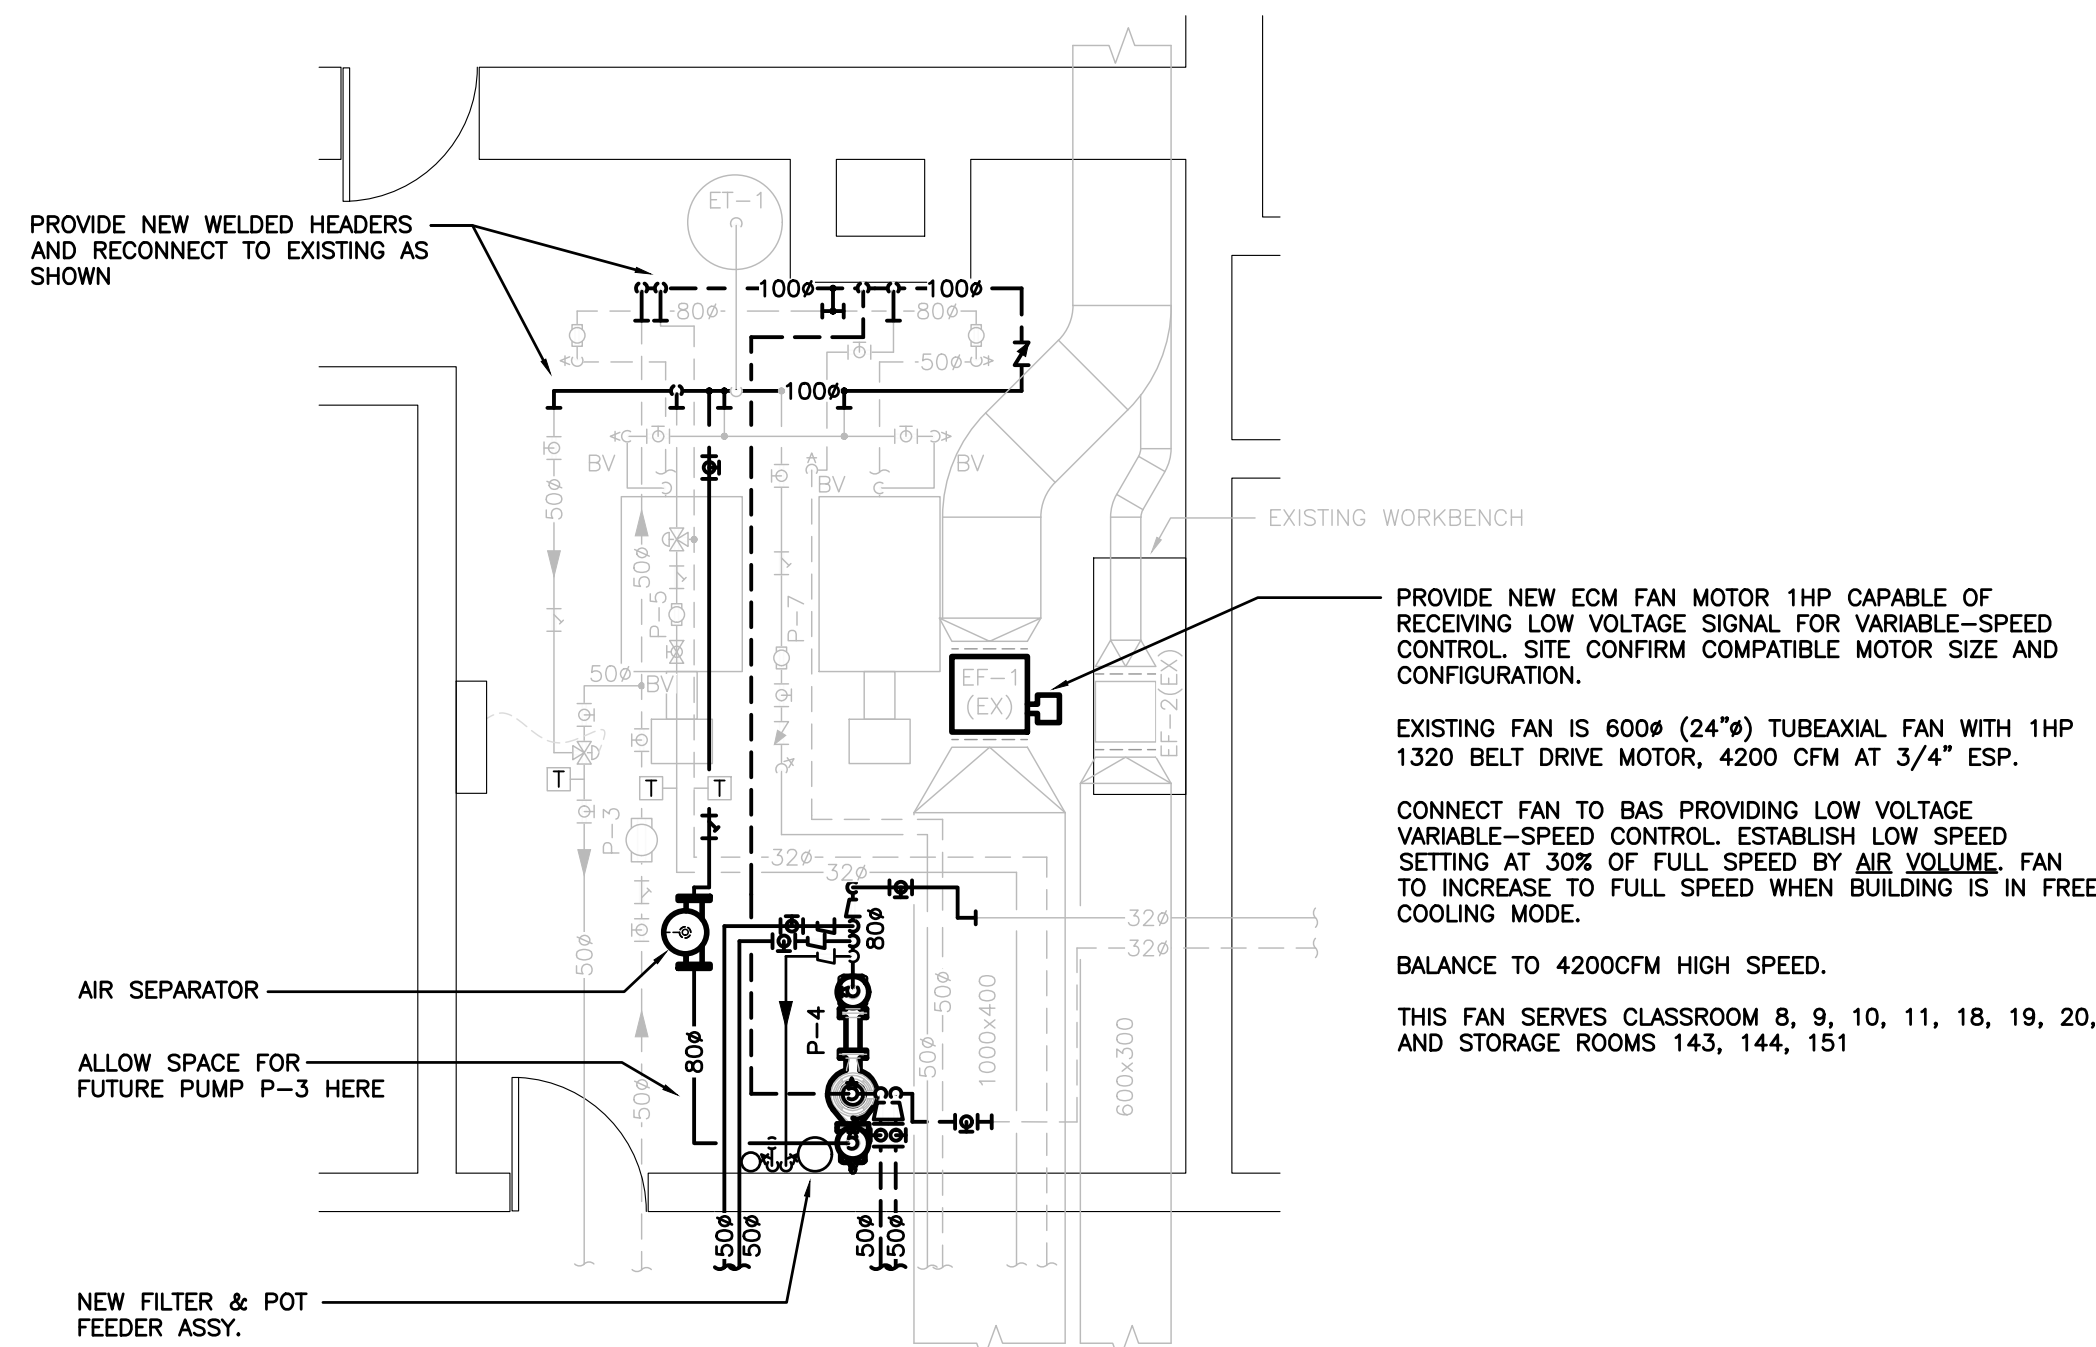 ET-1
PROVIDE NEW WELDED HEADERS
AND RECONNECT TO EXISTING AS
SHOWN
100ø
100ø
80ø
80ø
50ø
100ø
BV
BV
BV
50ø
EXISTING WORKBENCH
50ø
P-5
P-7
50ø
BV
EF-1
(EX)
EF-2(EX)
PROVIDE NEW ECM FAN MOTOR 1HP CAPABLE OF
RECEIVING LOW VOLTAGE SIGNAL FOR VARIABLE-SPEED
CONTROL. SITE CONFIRM COMPATIBLE MOTOR SIZE AND
CONFIGURATION.
EXISTING FAN IS 600ø (24"ø) TUBEAXIAL FAN WITH 1HP
1320 BELT DRIVE MOTOR, 4200 CFM AT 3/4" ESP.
CONNECT FAN TO BAS PROVIDING LOW VOLTAGE
VARIABLE-SPEED CONTROL. ESTABLISH LOW SPEED
SETTING AT 30% OF FULL SPEED BY AIR VOLUME. FAN
TO INCREASE TO FULL SPEED WHEN BUILDING IS IN FREE
COOLING MODE.
BALANCE TO 4200CFM HIGH SPEED.
THIS FAN SERVES CLASSROOM 8, 9, 10, 11, 18, 19, 20,
AND STORAGE ROOMS 143, 144, 151
T
T
T
P-3
32ø
32ø
80ø
32ø
32ø
50ø
AIR SEPARATOR
50ø
1000x400
P-4
80ø
50ø
600x300
ALLOW SPACE FOR
FUTURE PUMP P-3 HERE
50ø
50ø
50ø
50ø
50ø
NEW FILTER & POT
FEEDER ASSY.